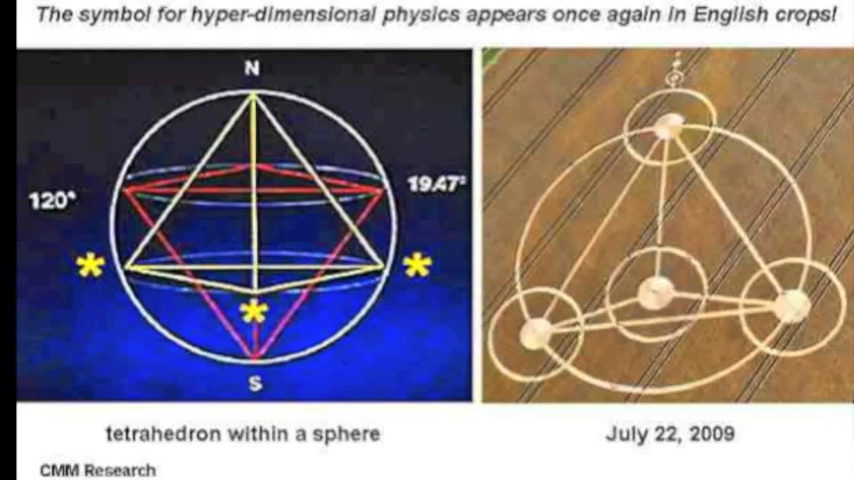 The symbol for hyper-dimensional physics appears once again in English crops!
N
120°
19.47°
*
*
*
S
tetrahedron within a sphere
July 22, 2009
CMM Research